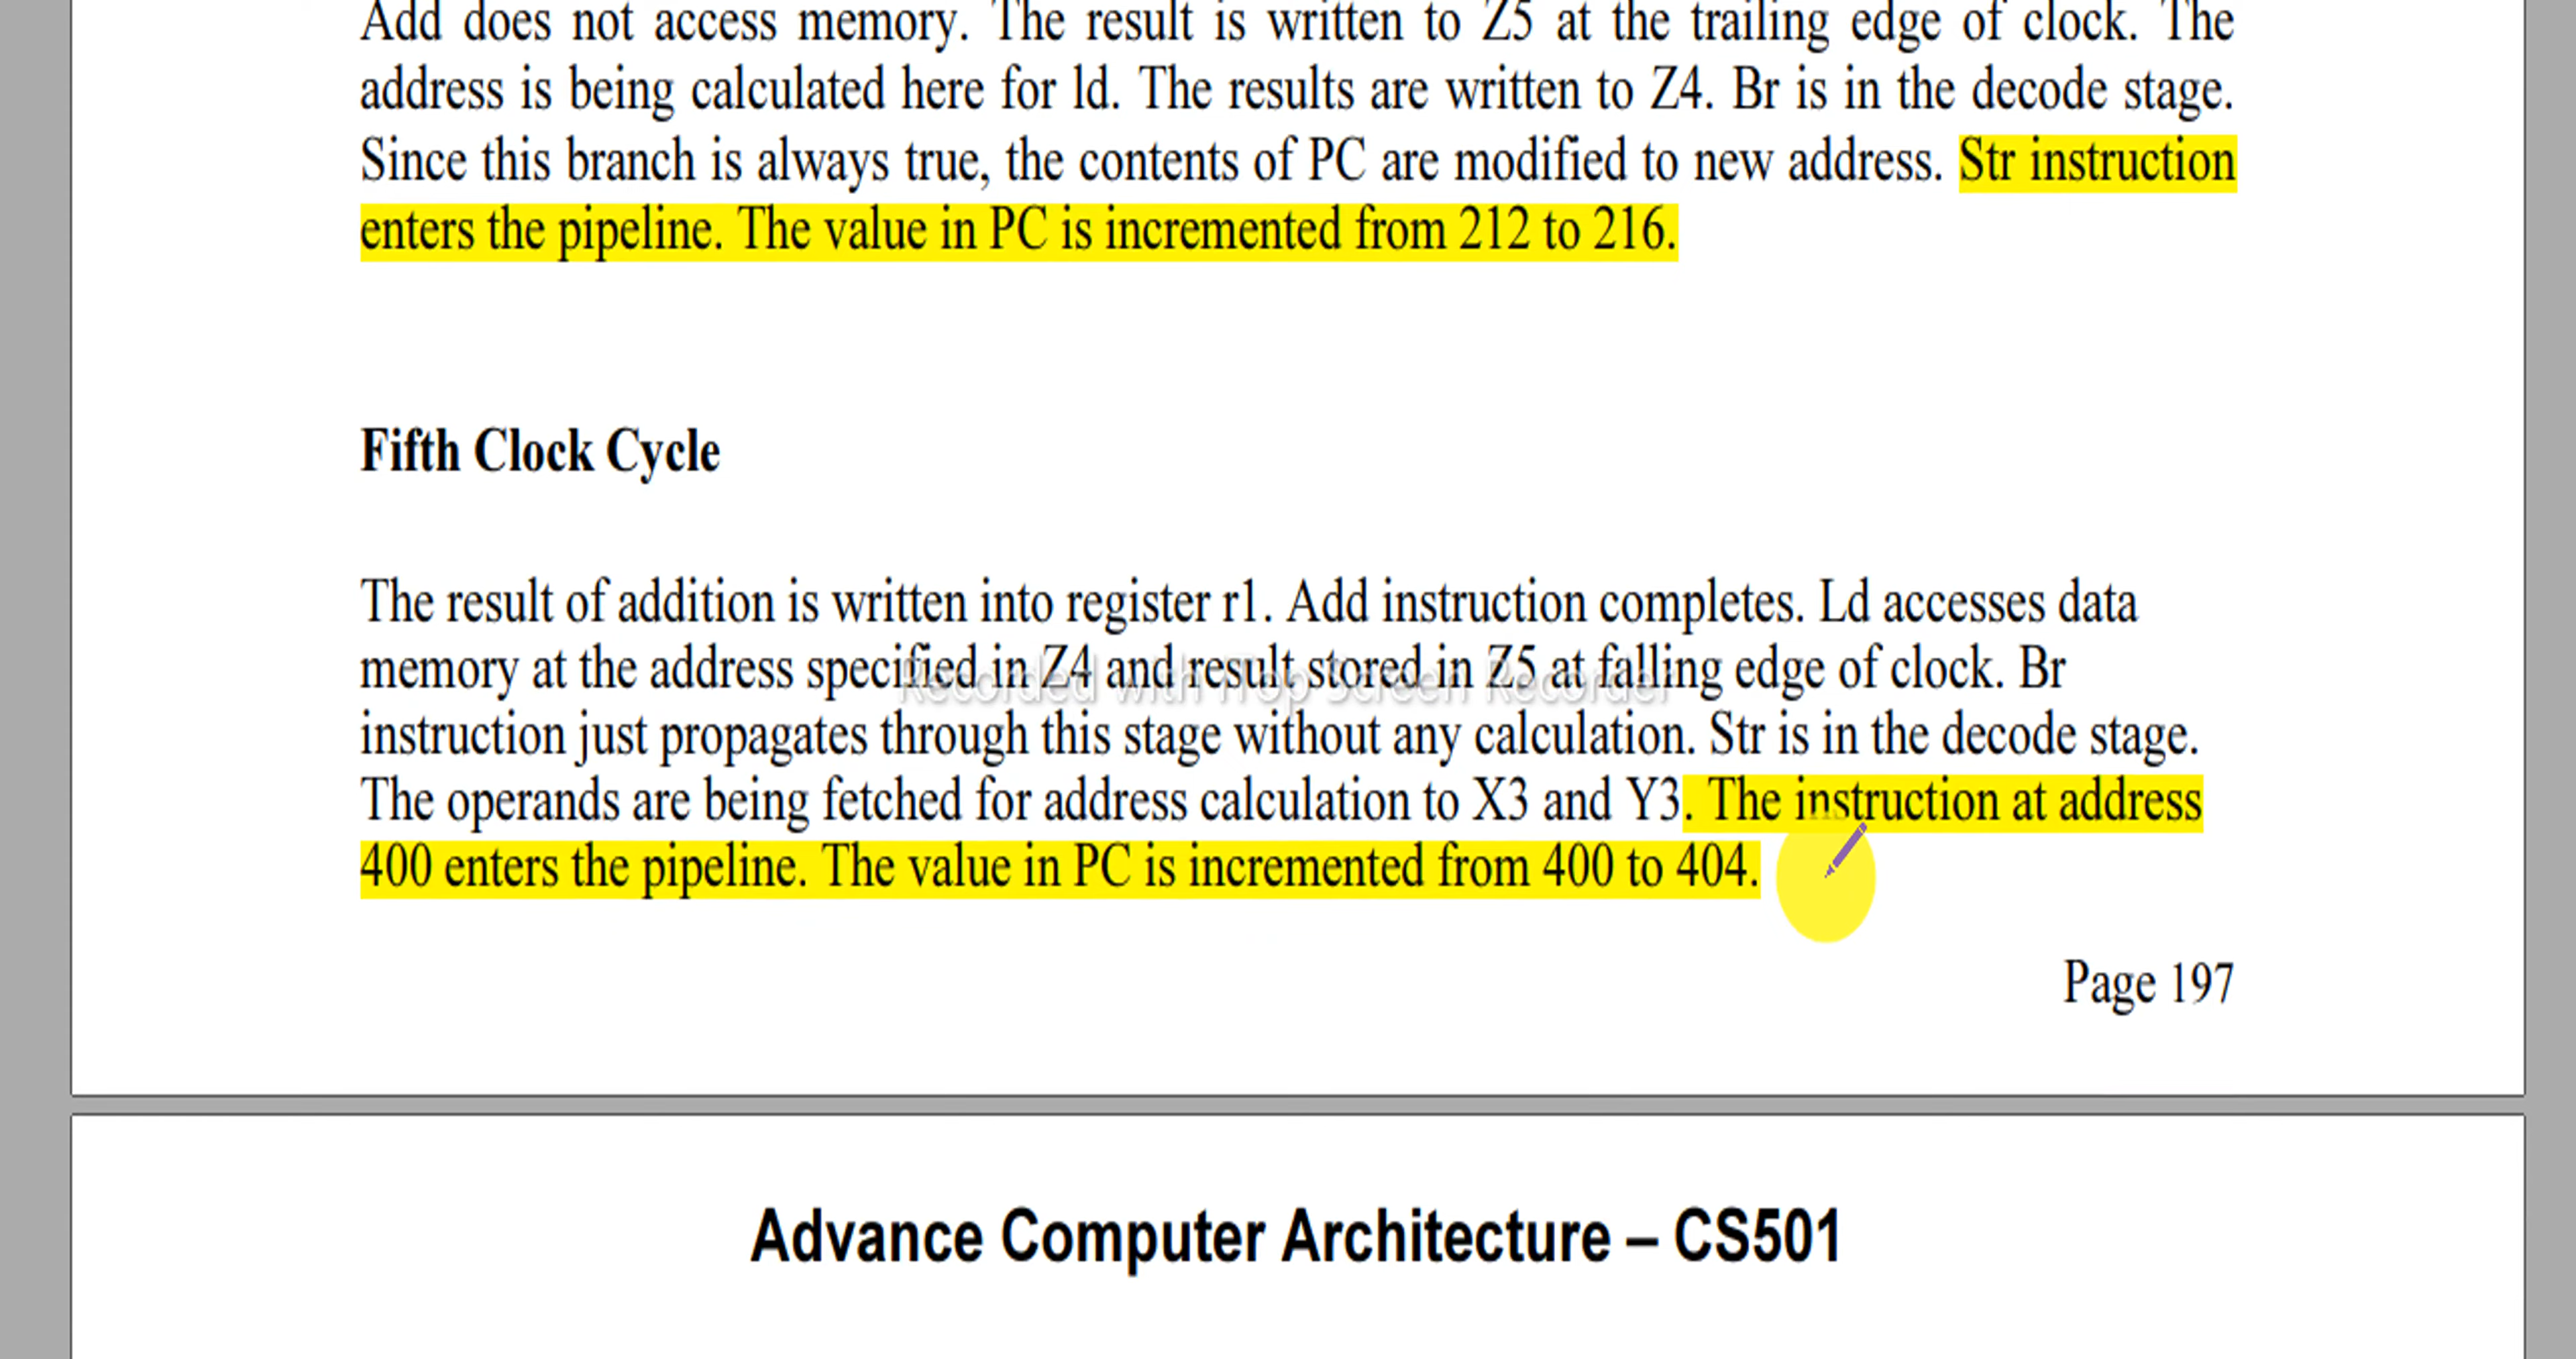 Add does not access memory. The result is written to Z5 at the trailing edge of clock. The
address is being calculated here for ld. The results are written to Z4. Br is in the decode stage.
Since this branch is always true, the contents of PC are modified to new address. Str instruction
enters the pipeline. The value in PC is incremented from 212 to 216.
Fifth Clock Cycle
The result of addition is written into register r1. Add instruction completes. Ld accesses data
memory at the address specified in Z4 and result stored in Z5 at falling edge of clock. Br
Recorded with iTop Screen Recorder
instruction just propagates through this stage without any calculation. Str is in the decode stage.
The operands are being fetched for address calculation to X3 and Y3. The instruction at address
400 enters the pipeline. The value in PC is incremented from 400 to 404.
Page 197
Advance Computer Architecture – CS501